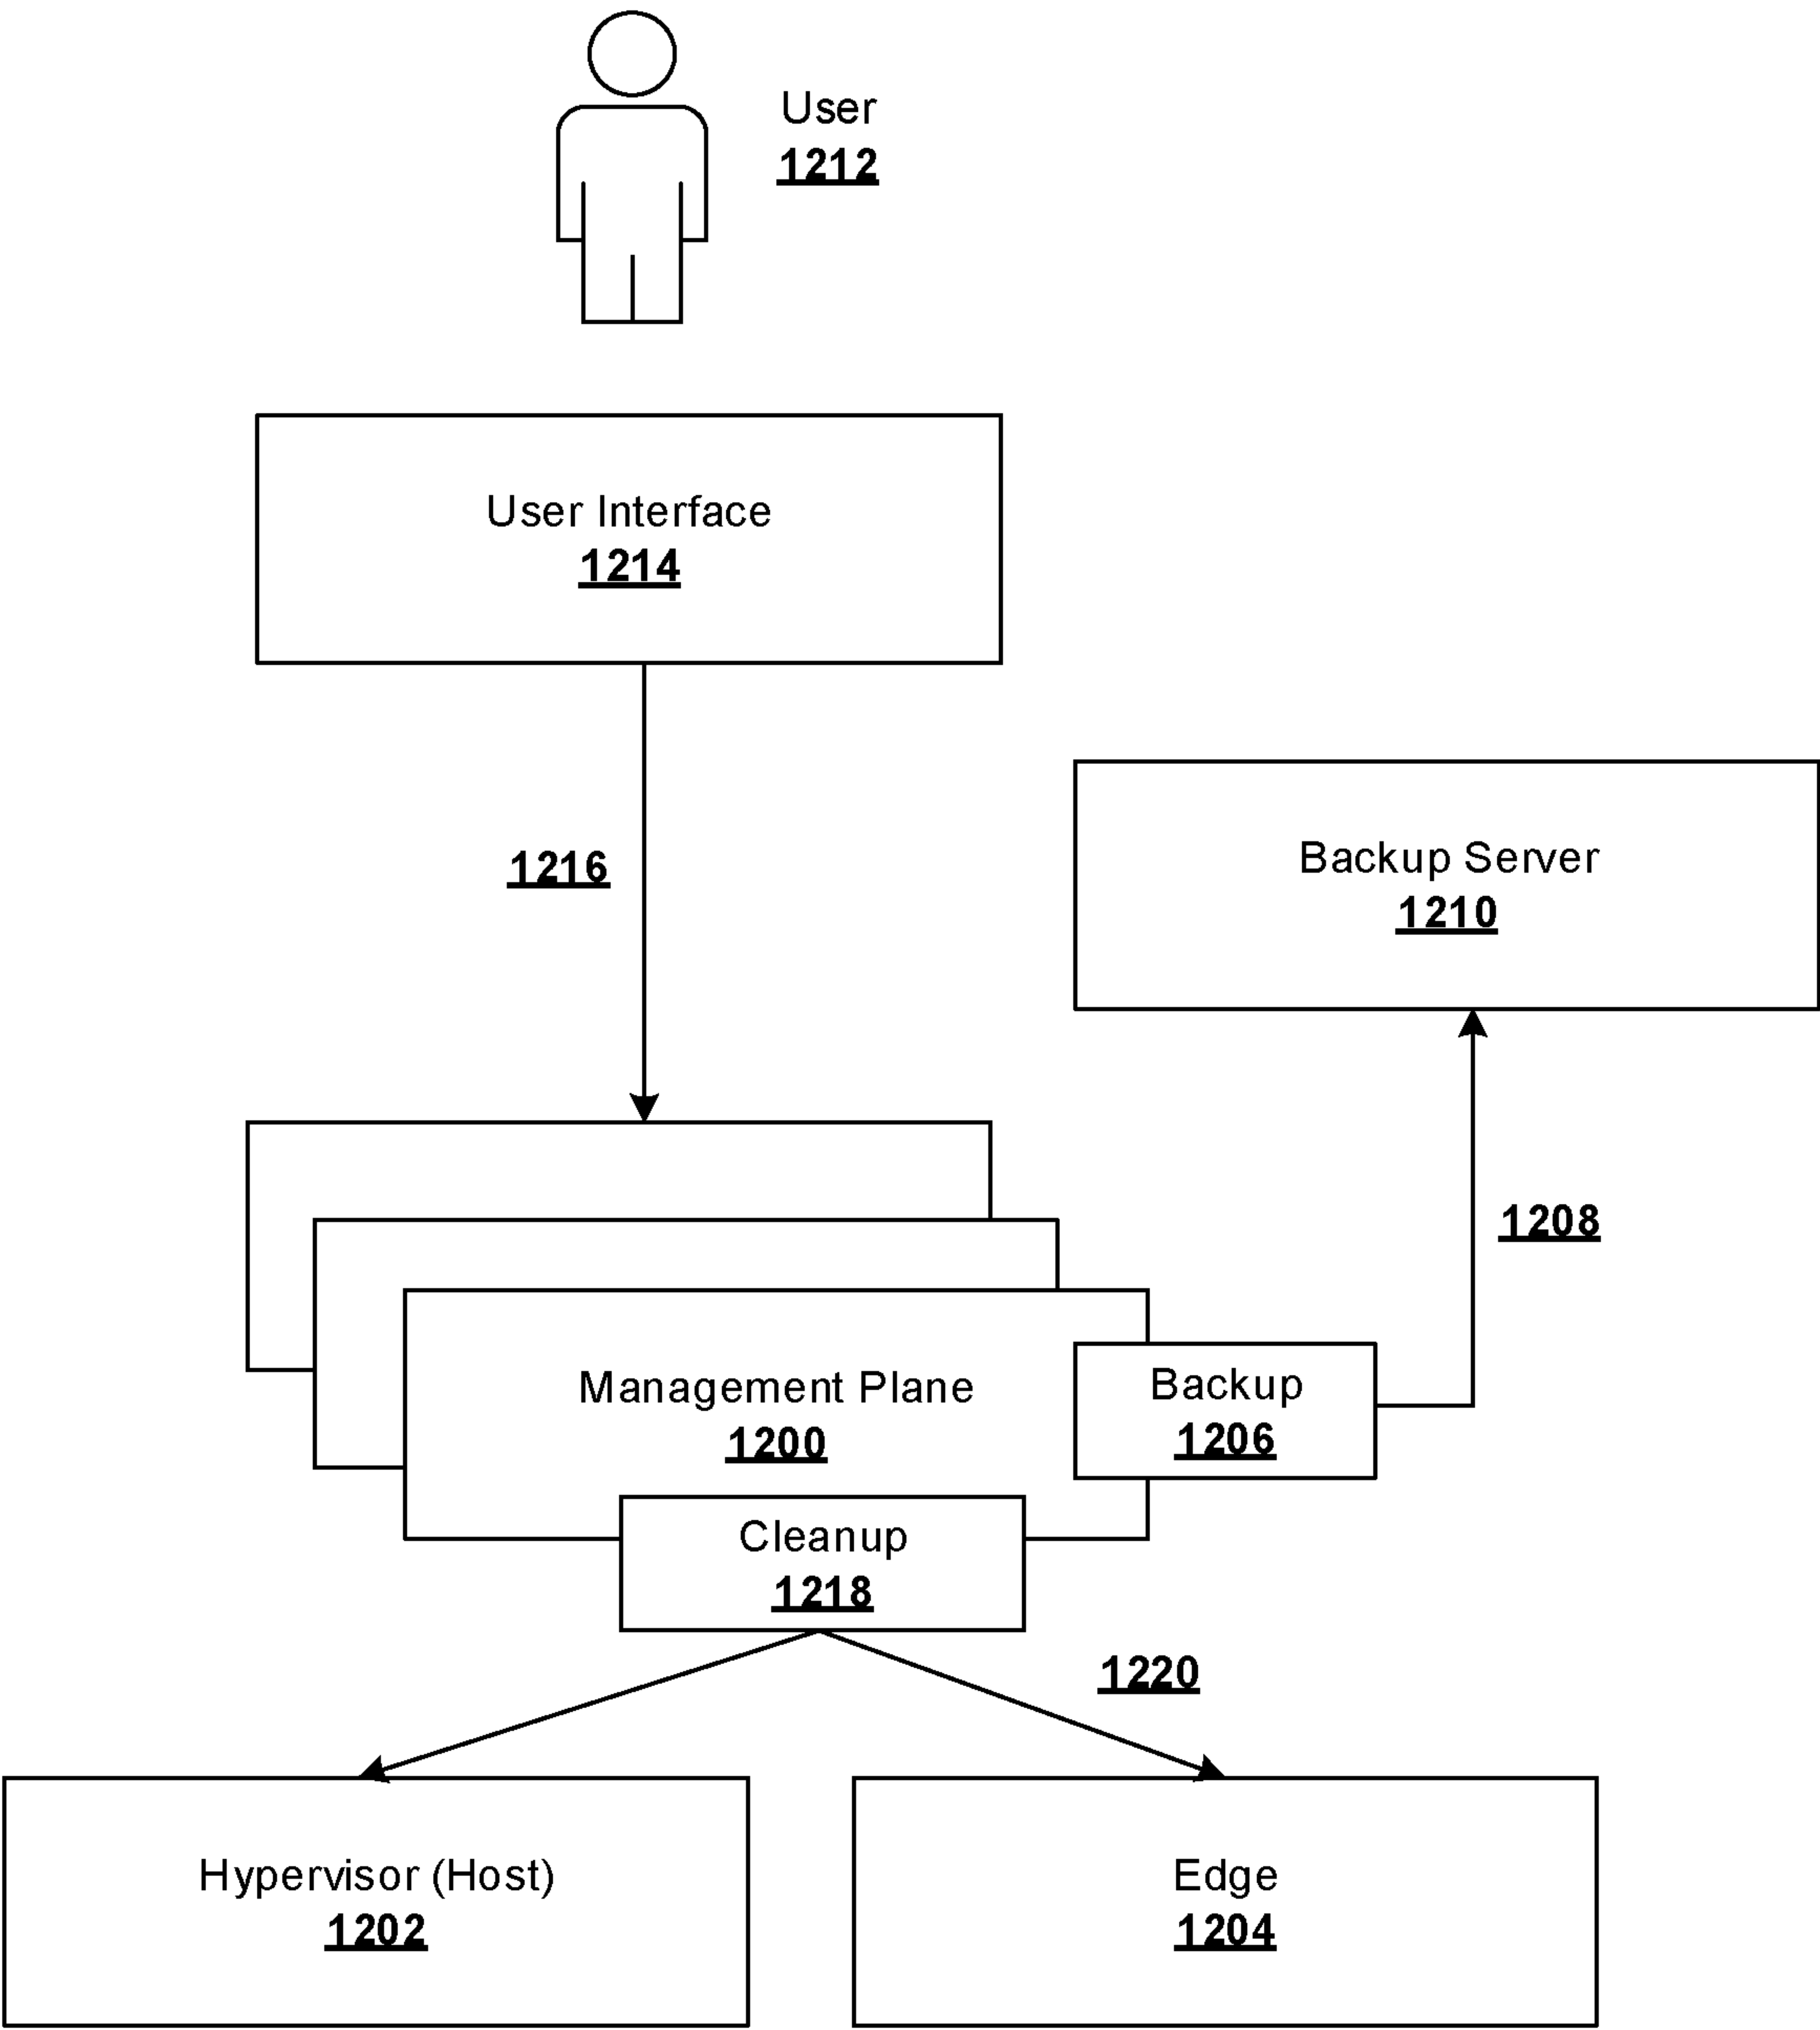 User
1212
User Interface
1214
1216
Backup Server
1210
1208
Management Plane
1200
Backup
1206
Cleanup
1218
1220
Hypervisor (Host)
1202
Edge
1204